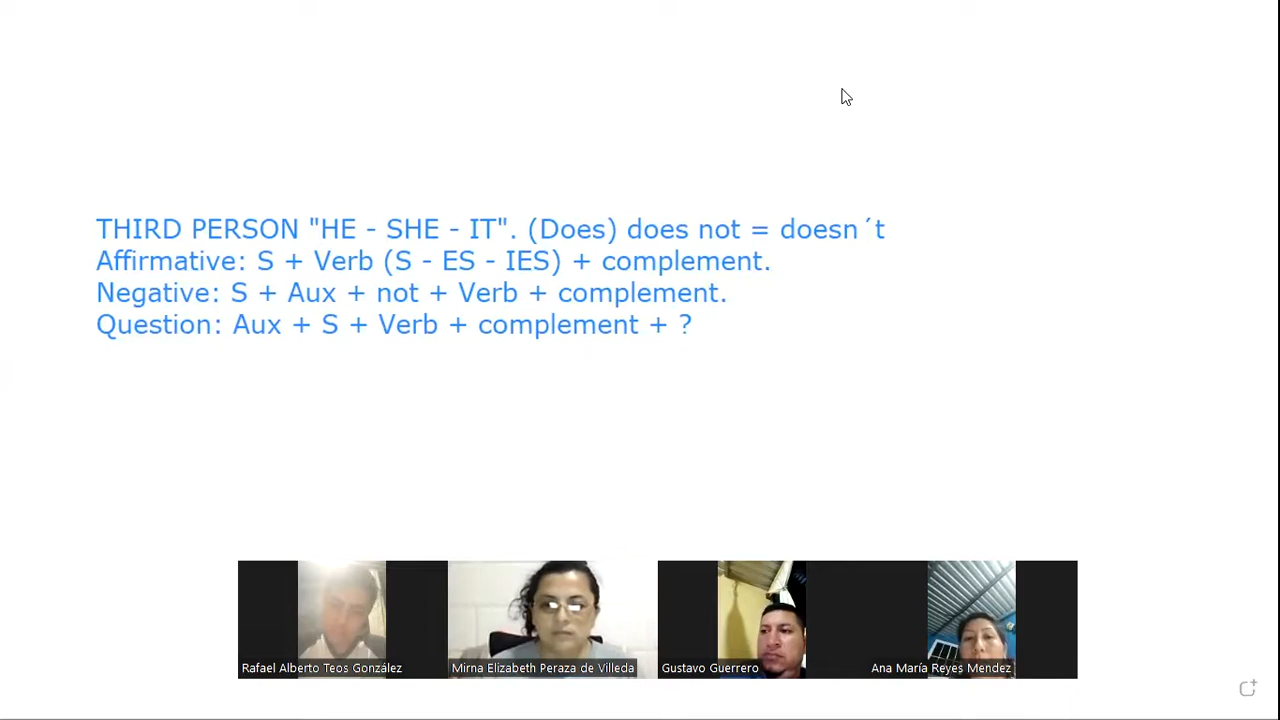 THIRD PERSON "HE - SHE - IT". (Does) does not = doesn´t
Affirmative: S + Verb (S - ES - IES) + complement.
Negative: S + Aux + not + Verb + complement.
Question: Aux + S + Verb + complement + ?
Rafael Alberto Teos González
Mirna Elizabeth Peraza de Villeda
Gustavo Guerrero
Ana María Reyes Mendez